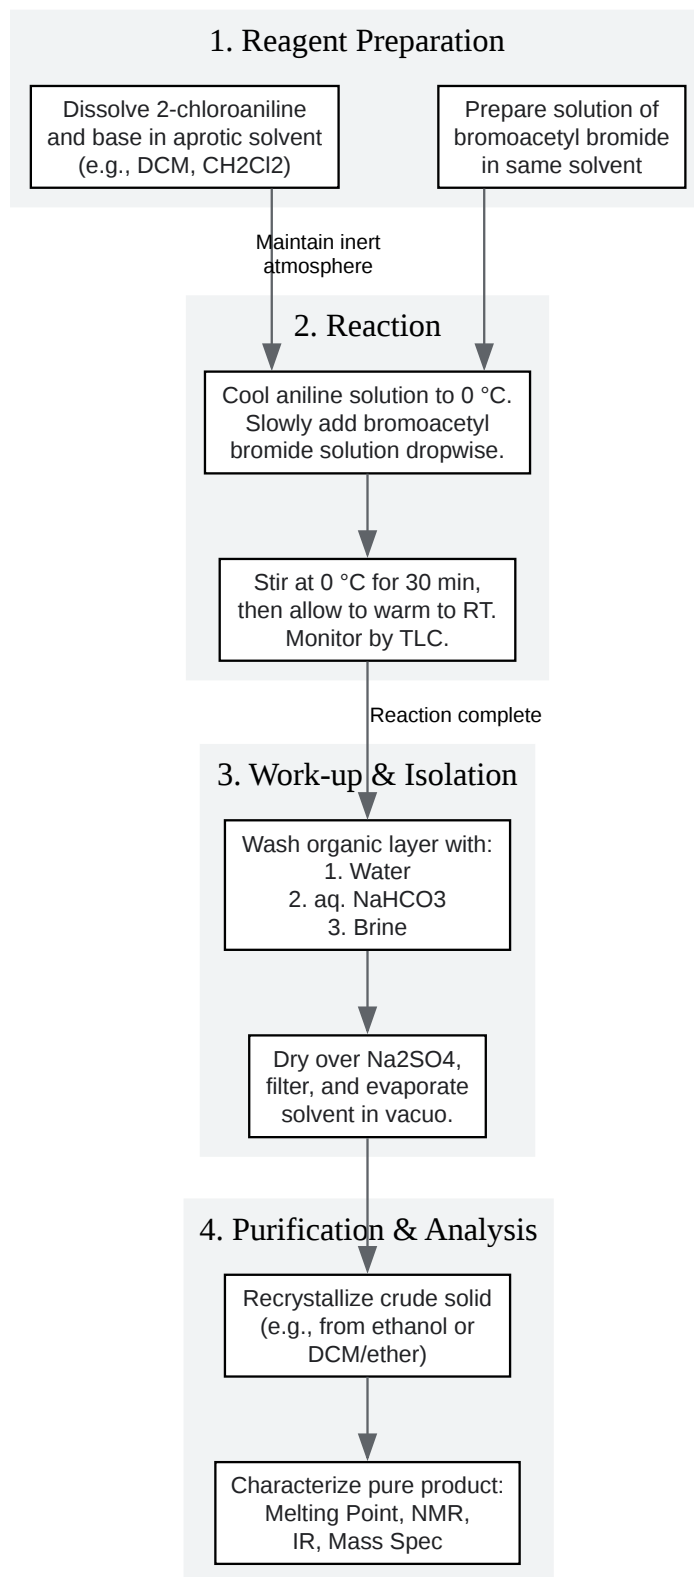 1. Reagent Preparation
Dissolve 2-chloroaniline
and base in aprotic solvent
(e.g., DCM, CH2Cl2)
Prepare solution of
bromoacetyl bromide
in same solvent
Maintain inert
atmosphere
2. Reaction
Cool aniline solution to 0 °C.
Slowly add bromoacetyl
bromide solution dropwise.
Stir at 0 °C for 30 min,
then allow to warm to RT.
Monitor by TLC.
Reaction complete
3. Work-up & Isolation
Wash organic layer with:
1. Water
2. aq. NaHCO3
3. Brine
Dry over Na2SO4,
filter, and evaporate
solvent in vacuo.
4. Purification & Analysis
Recrystallize crude solid
(e.g., from ethanol or
DCM/ether)
Characterize pure product:
Melting Point, NMR,
IR, Mass Spec